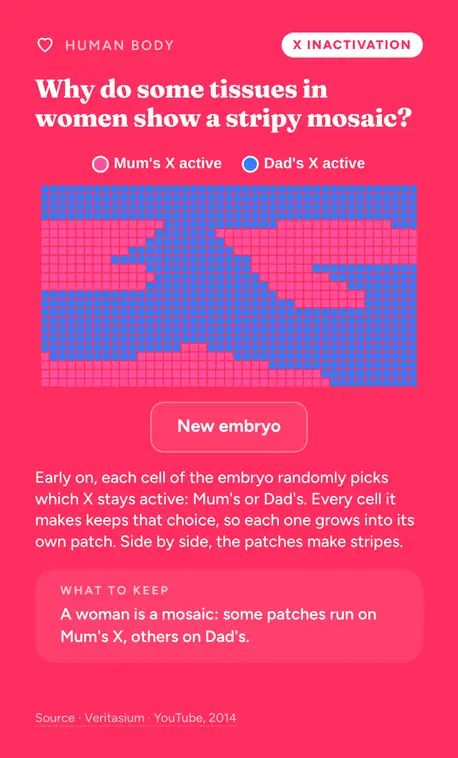 HUMAN BODY
X INACTIVATION
Why do some tissues in
women show a stripy mosaic?
Mum's X active
Dad's X active
New embryo
Early on, each cell of the embryo randomly picks
which X stays active: Mum's or Dad's. Every cell it
makes keeps that choice, so each one grows into its
own patch. Side by side, the patches make stripes.
WHAT TO KEEP
A woman is a mosaic: some patches run on
Mum's X, others on Dad's.
Source · Veritasium · YouTube, 2014